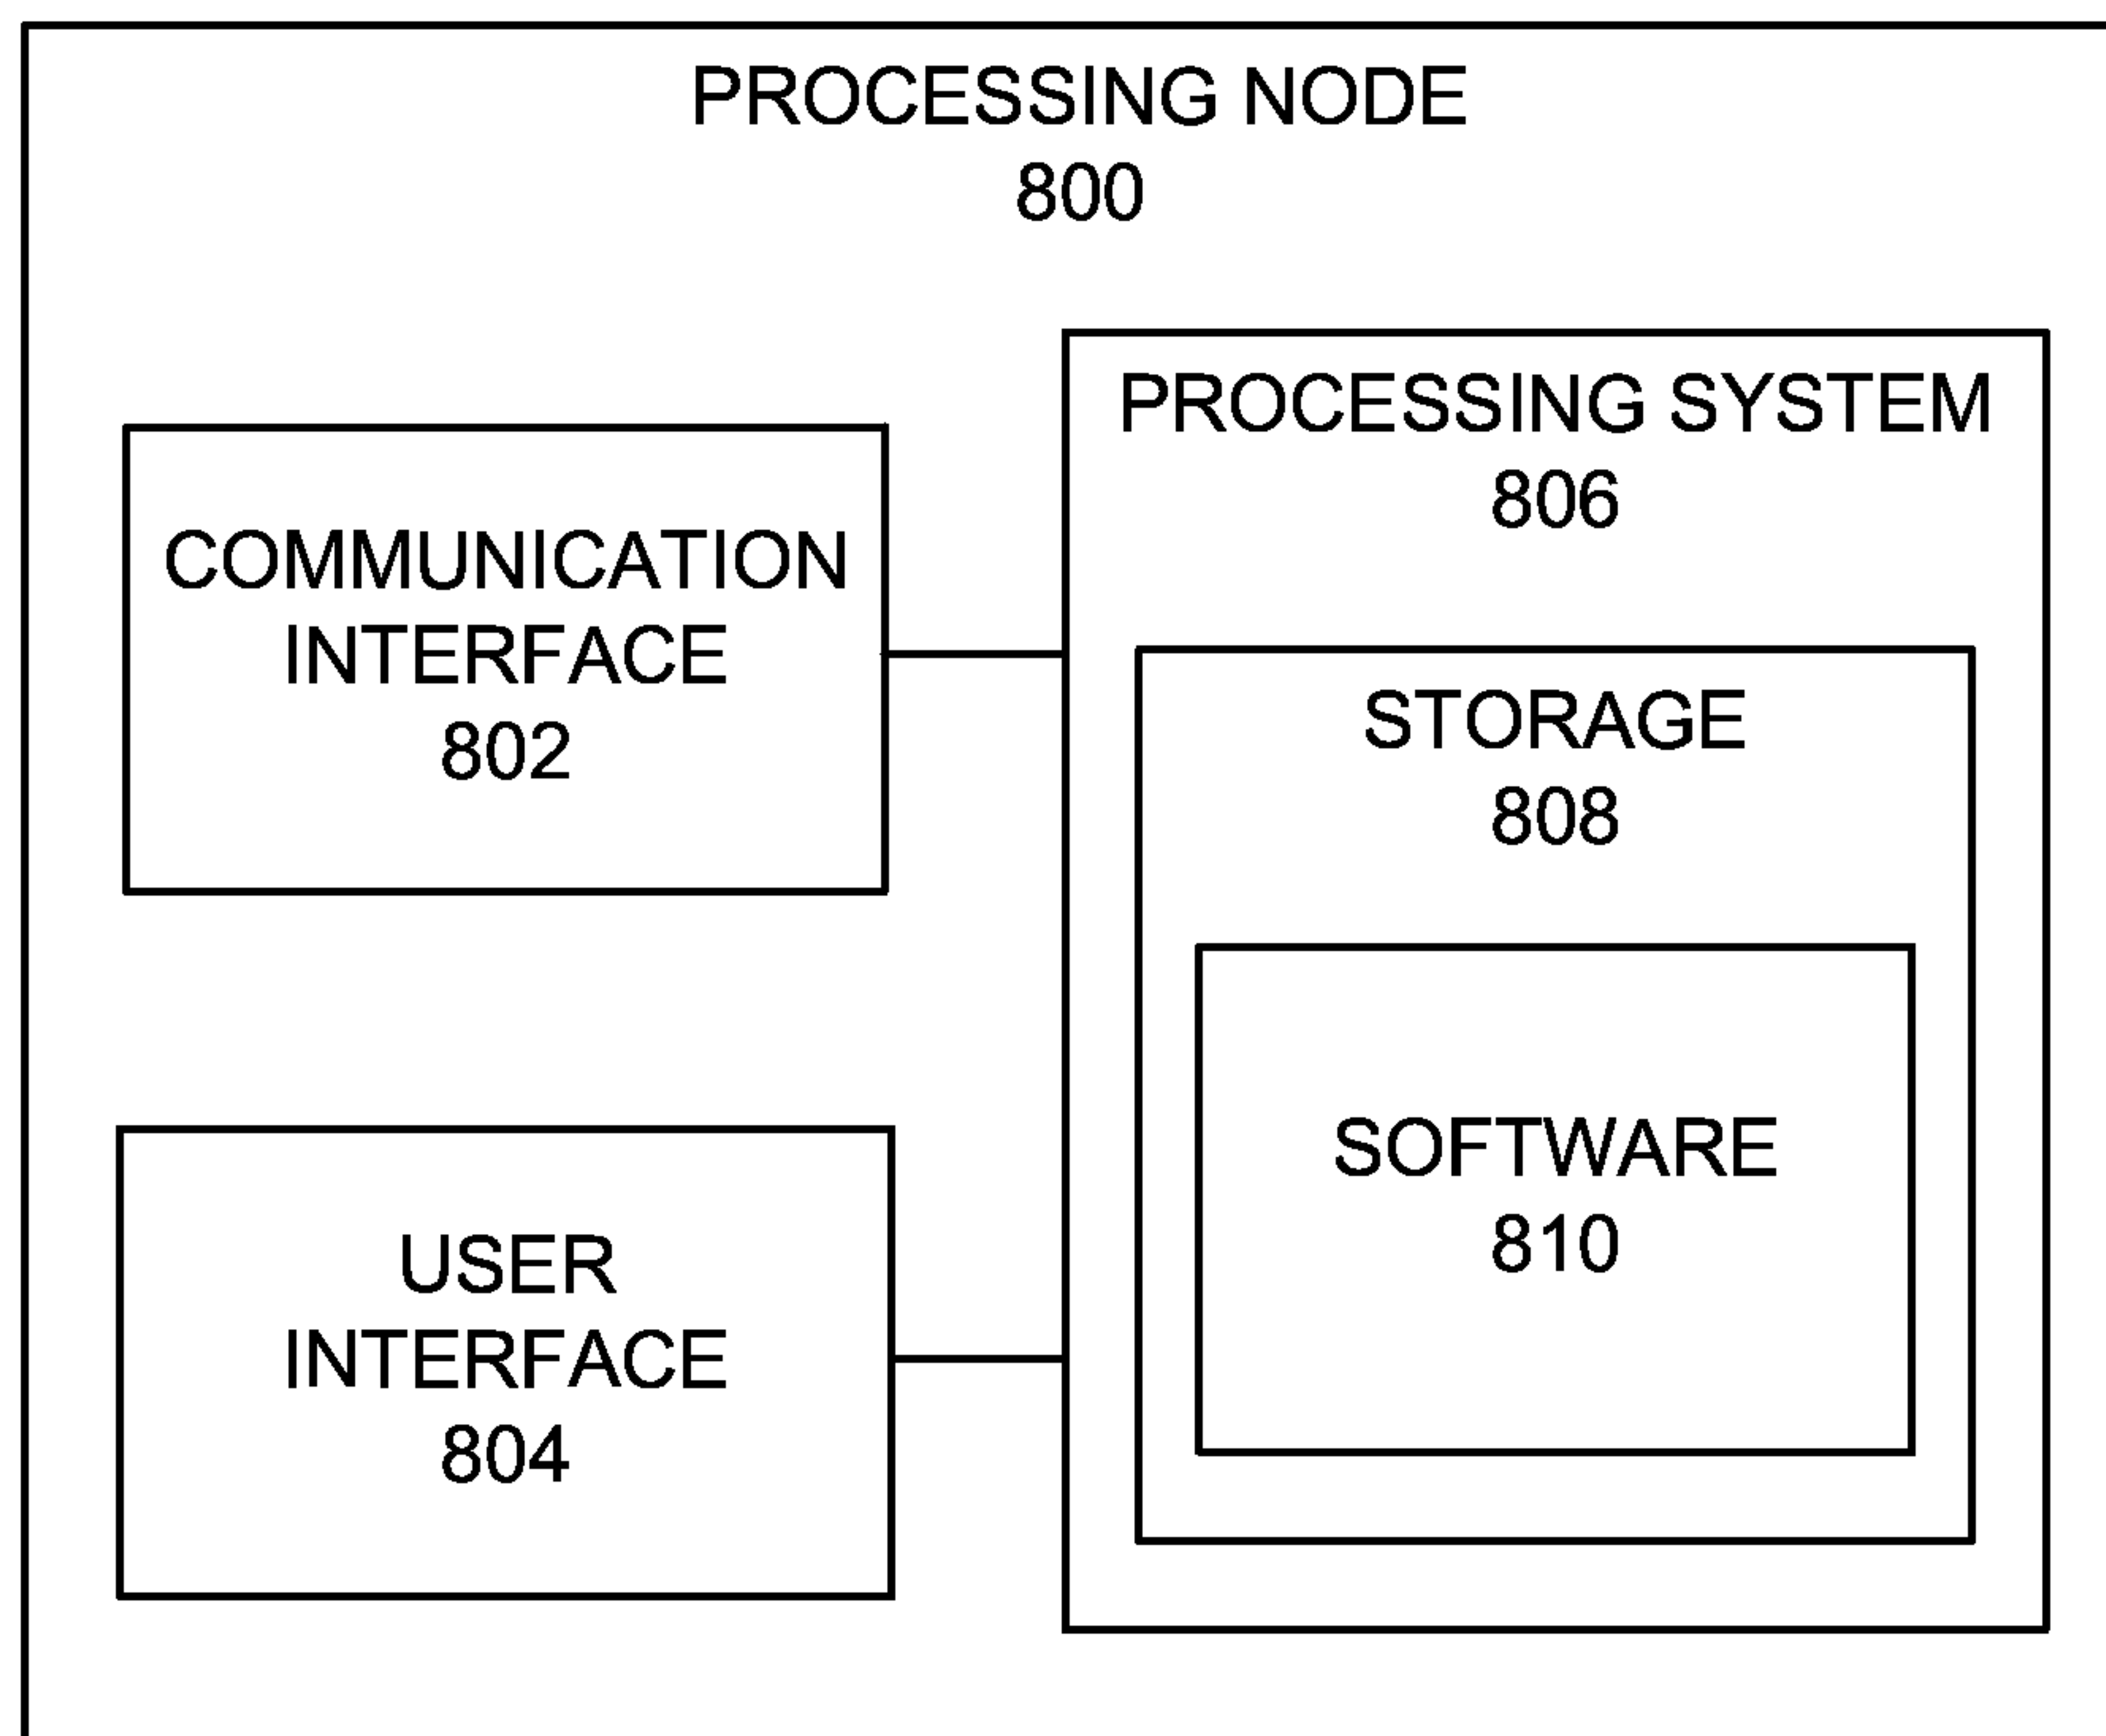 PROCESSING NODE
800
COMMUNICATION
INTERFACE
802
USER
INTERFACE
804
PROCESSING SYSTEM
806
STORAGE
808
SOFTWARE
810